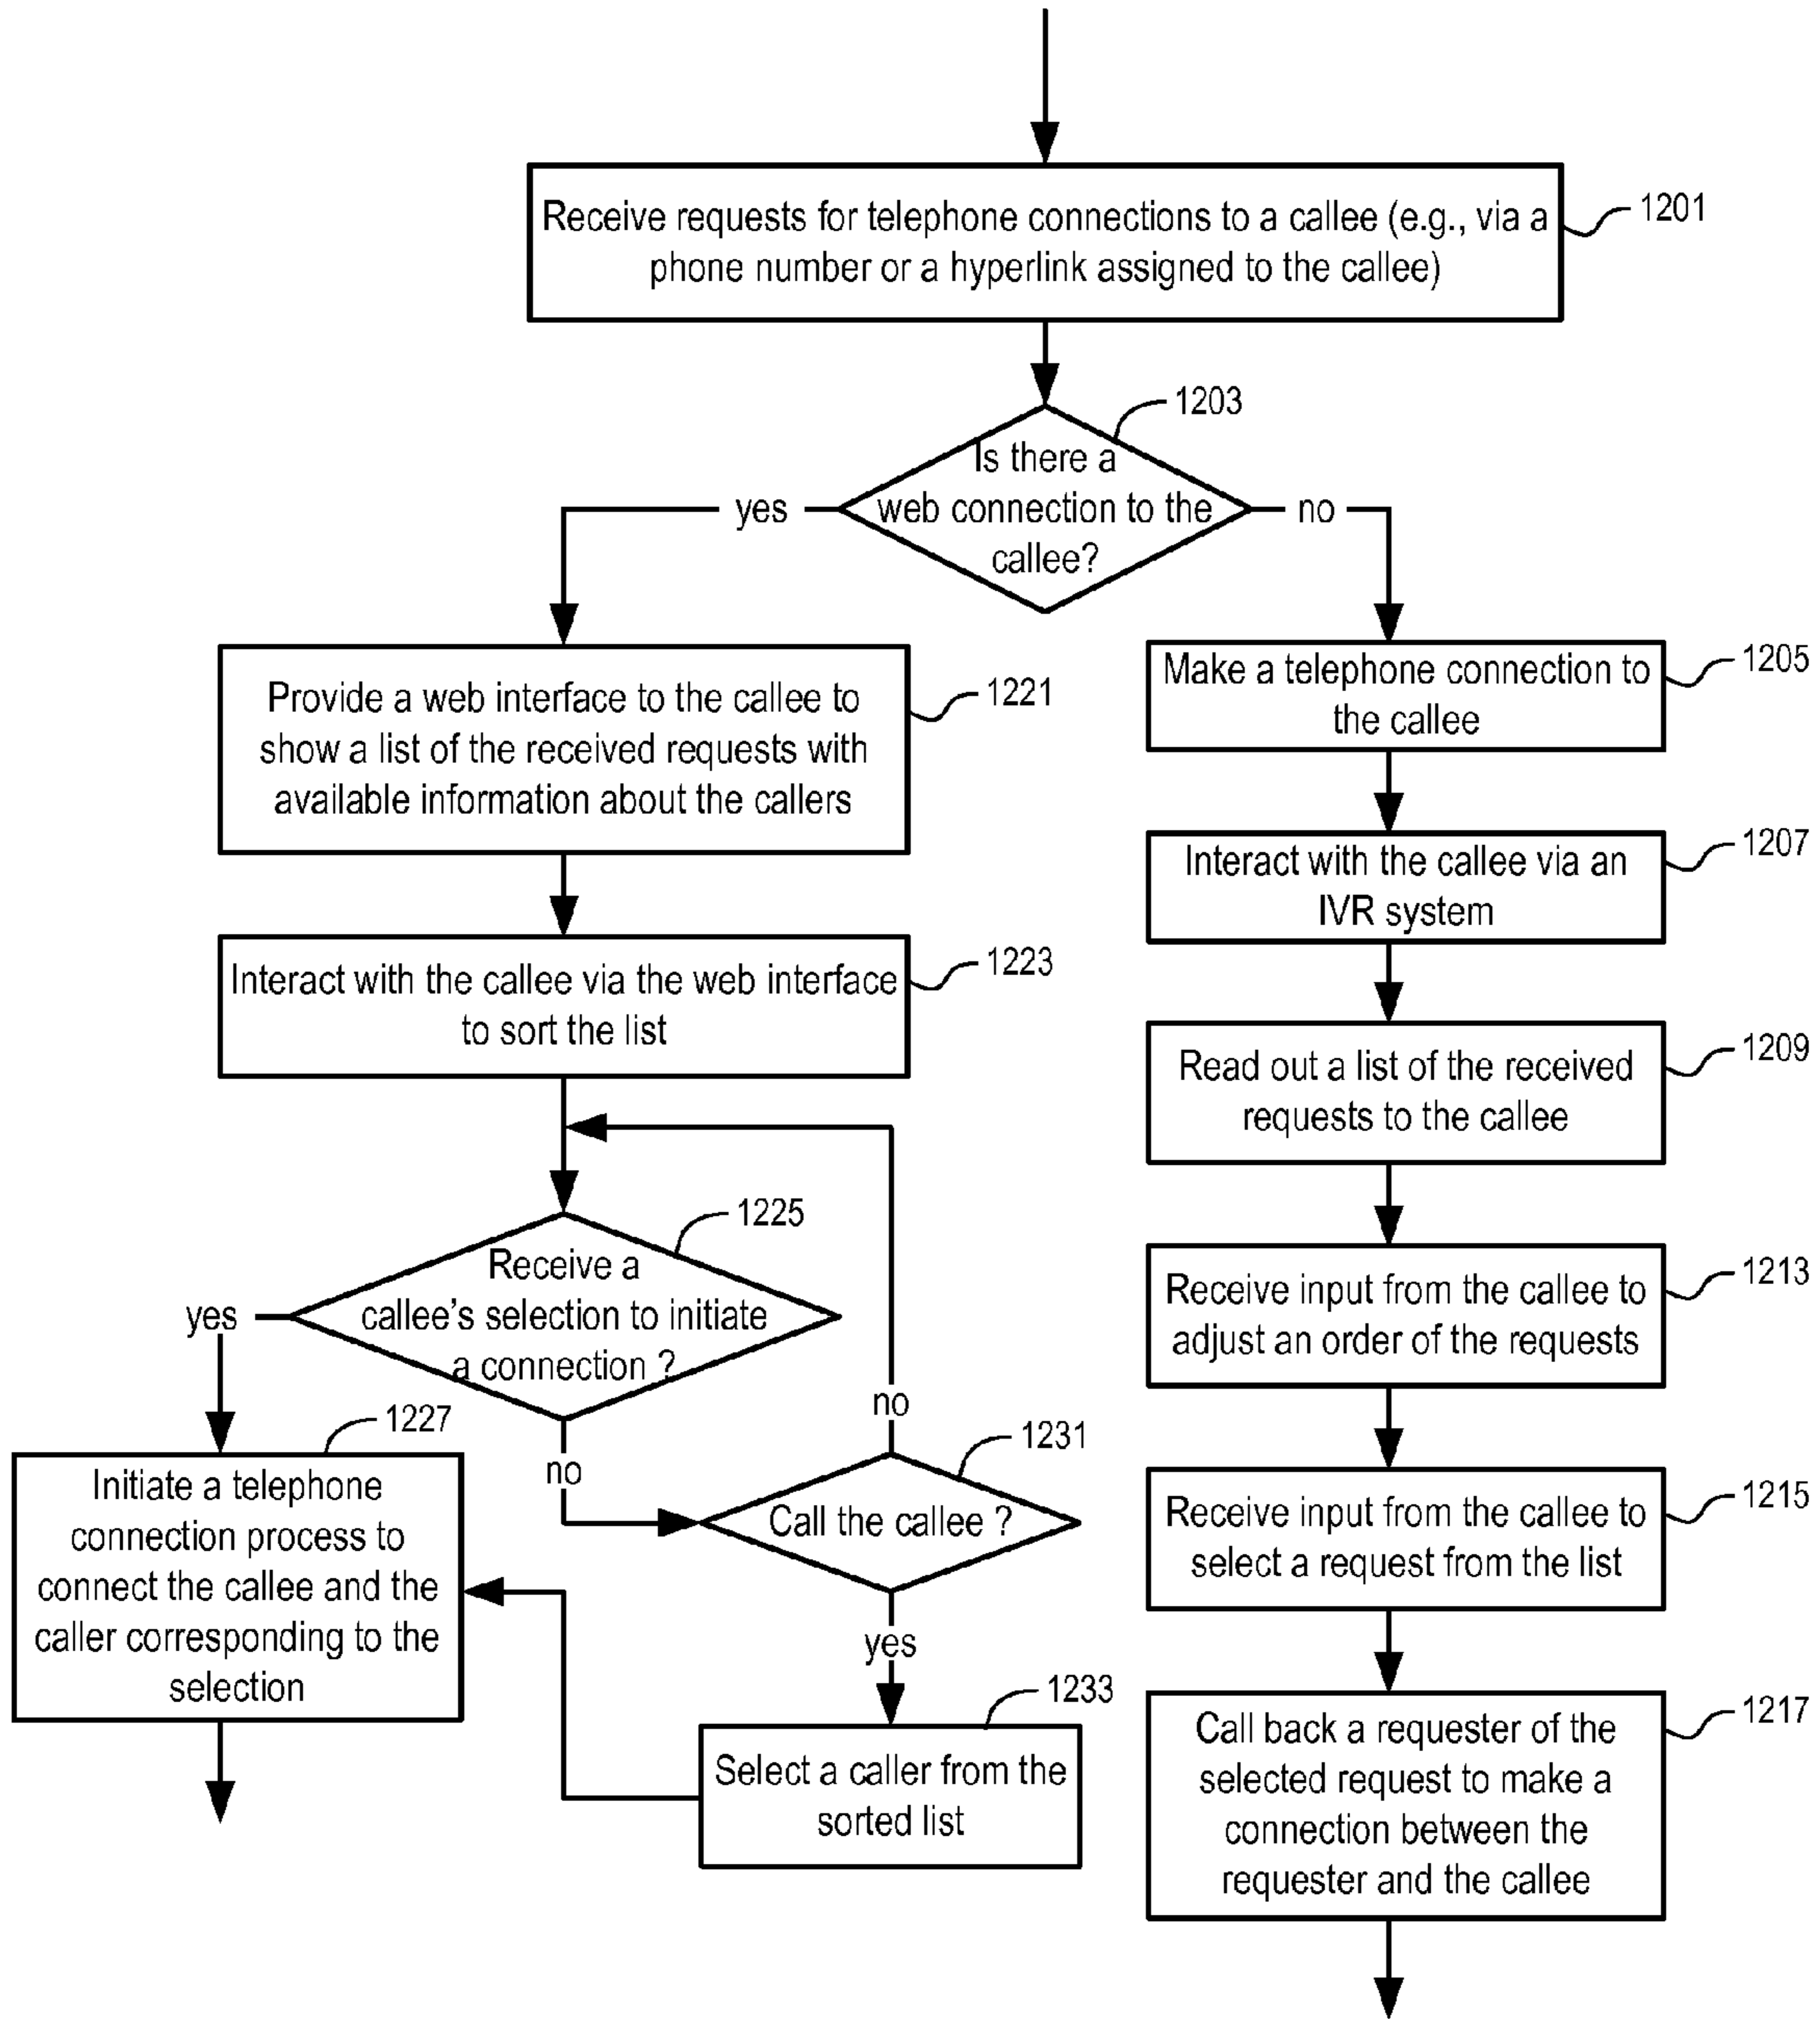 Receive requests for telephone connections to a callee (e.g., via a
phone number or a hyperlink assigned to the callee)
1201
1203
Is there a
web connection to the
callee?
yes
no
Provide a web interface to the callee to
show a list of the received requests with
available information about the callers
1221
Interact with the callee via the web interface
to sort the list
1223
1225
Receive a
callee's selection to initiate
a connection ?
yes
no
1227
Initiate a telephone
connection process to
connect the callee and the
caller corresponding to the
selection
no
1231
Call the callee ?
yes
1233
Select a caller from the
sorted list
Make a telephone connection to
the callee
1205
Interact with the callee via an
IVR system
1207
Read out a list of the received
requests to the callee
1209
Receive input from the callee to
adjust an order of the requests
1213
Receive input from the callee to
select a request from the list
1215
Call back a requester of the
selected request to make a
connection between the
requester and the callee
1217